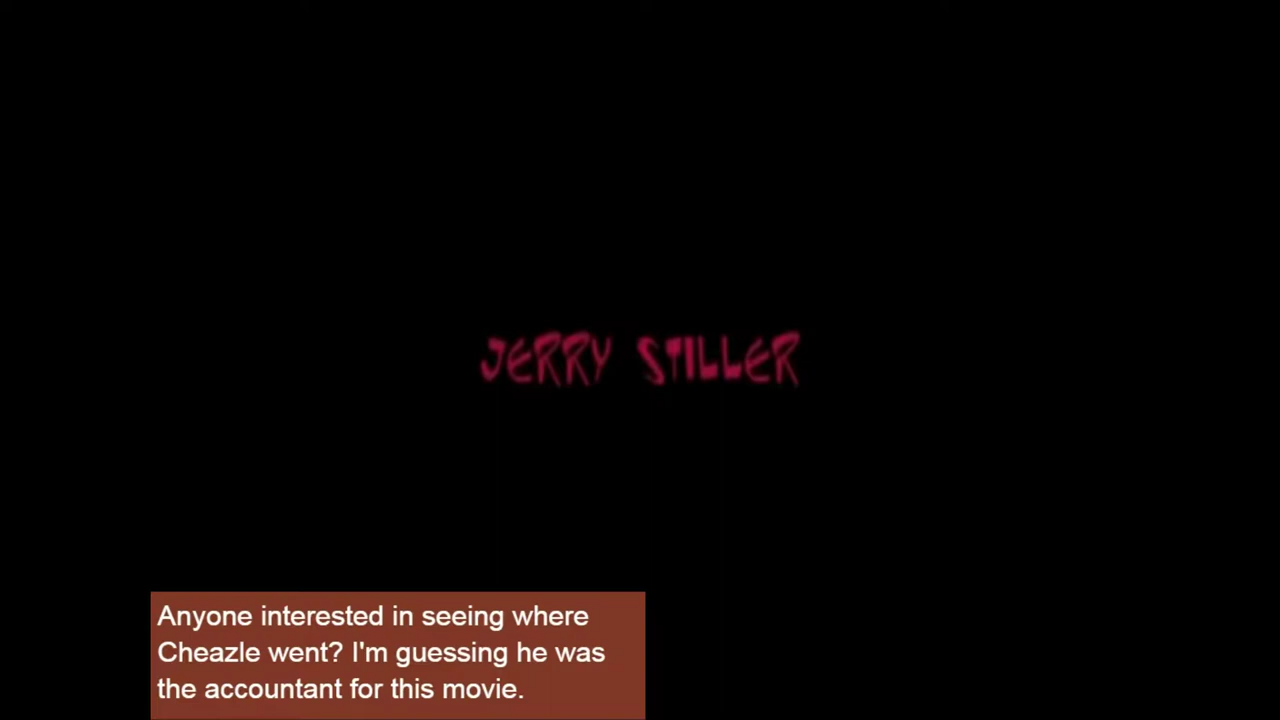 JERRY STILLER
Anyone interested in seeing where
Cheazle went? I'm guessing he was
the accountant for this movie.